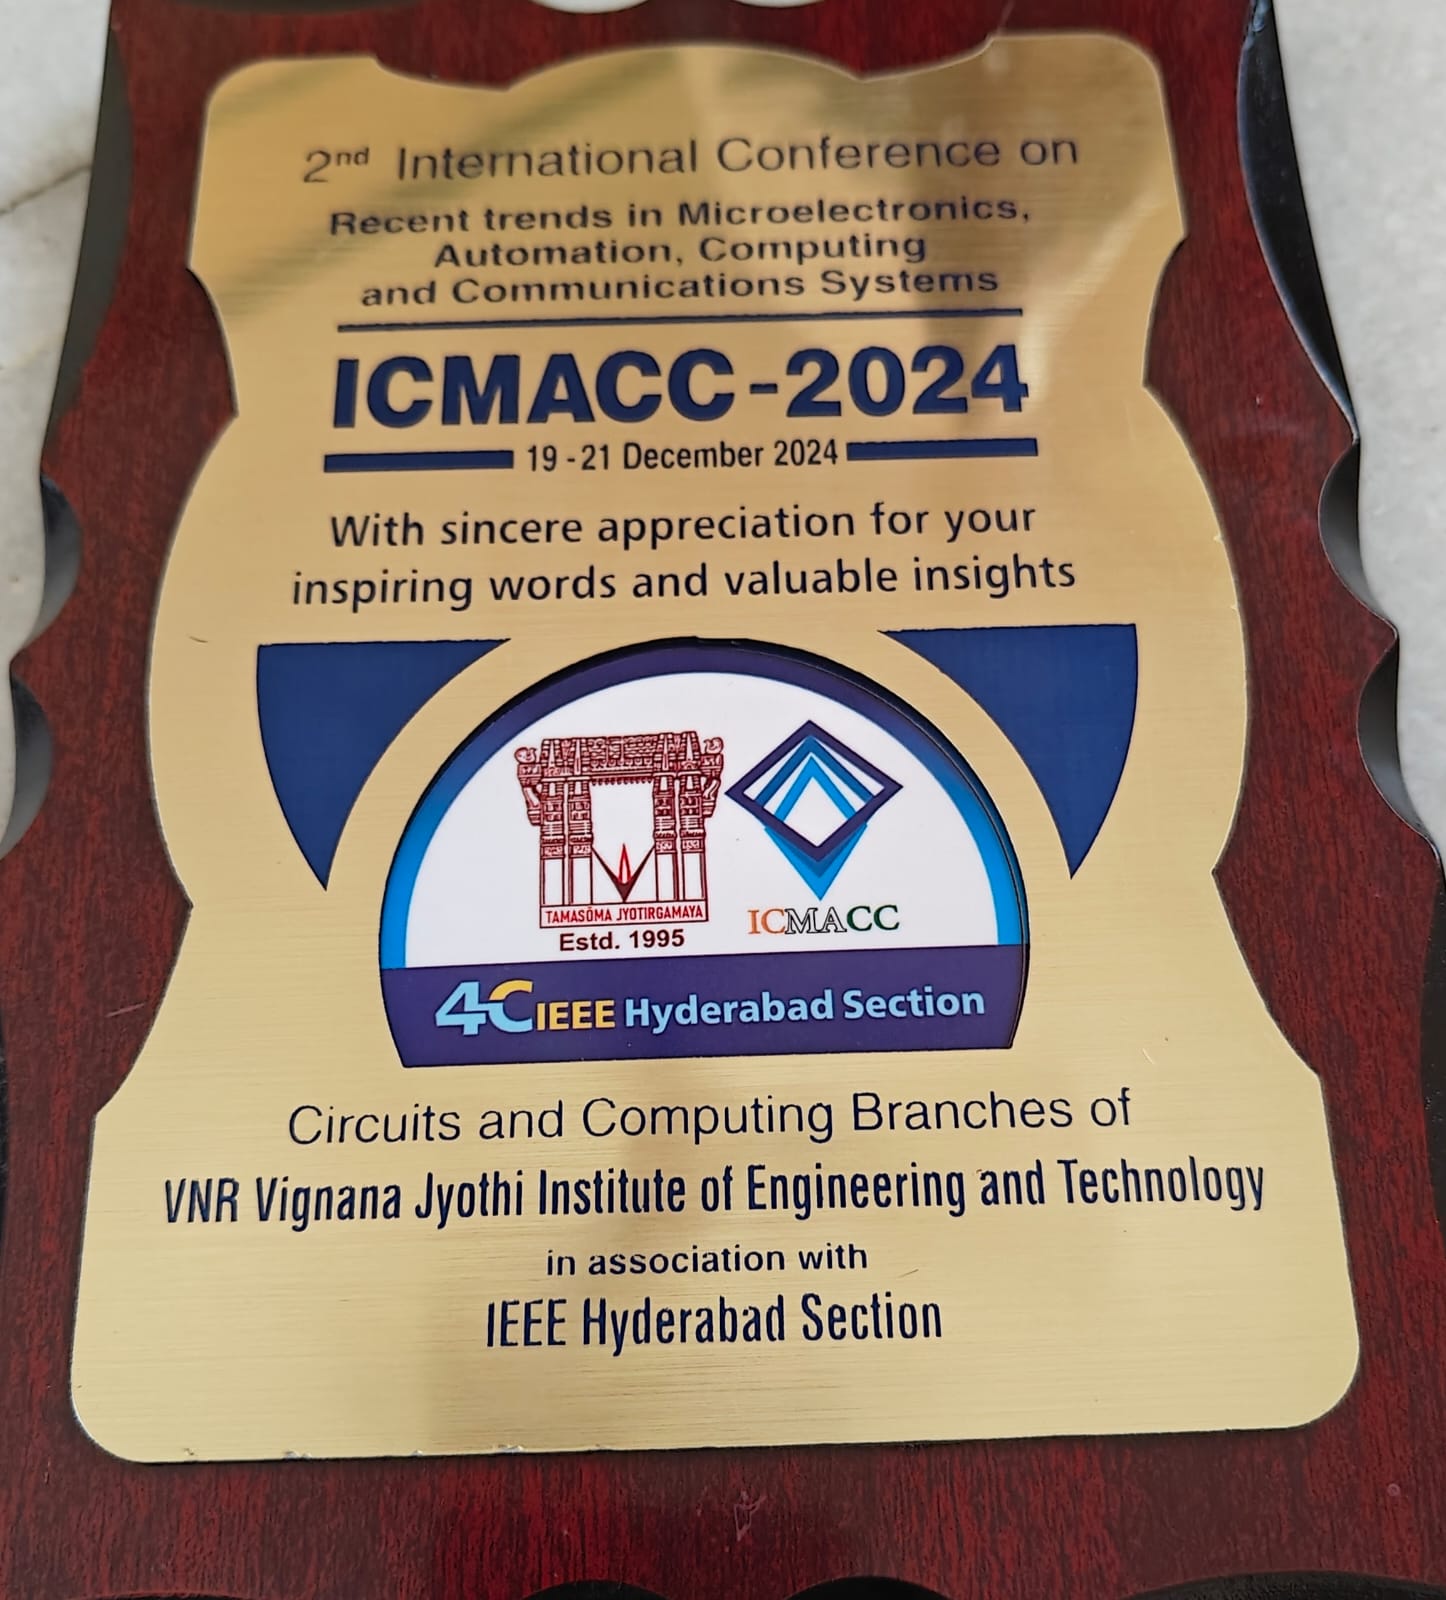 2nd International Conference on
Recent trends in Microelectronics,
Automation, Computing
and Communications Systems
ICMACC-2024
19 - 21 December 2024
With sincere appreciation for your
inspiring words and valuable insights
TAMASŌMA JYOTIRGAMAYA
Estd. 1995
ICMACC
4C IEEE Hyderabad Section
Circuits and Computing Branches of
VNR Vignana Jyothi Institute of Engineering and Technology
in association with
IEEE Hyderabad Section